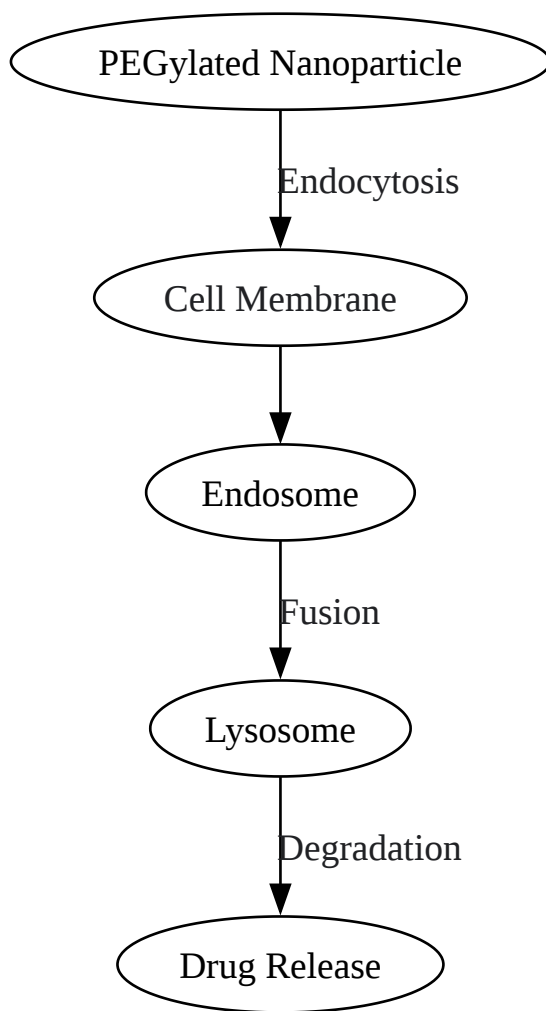 PEGylated Nanoparticle
Endocytosis
Cell Membrane
Endosome
Fusion
Lysosome
Degradation
Drug Release